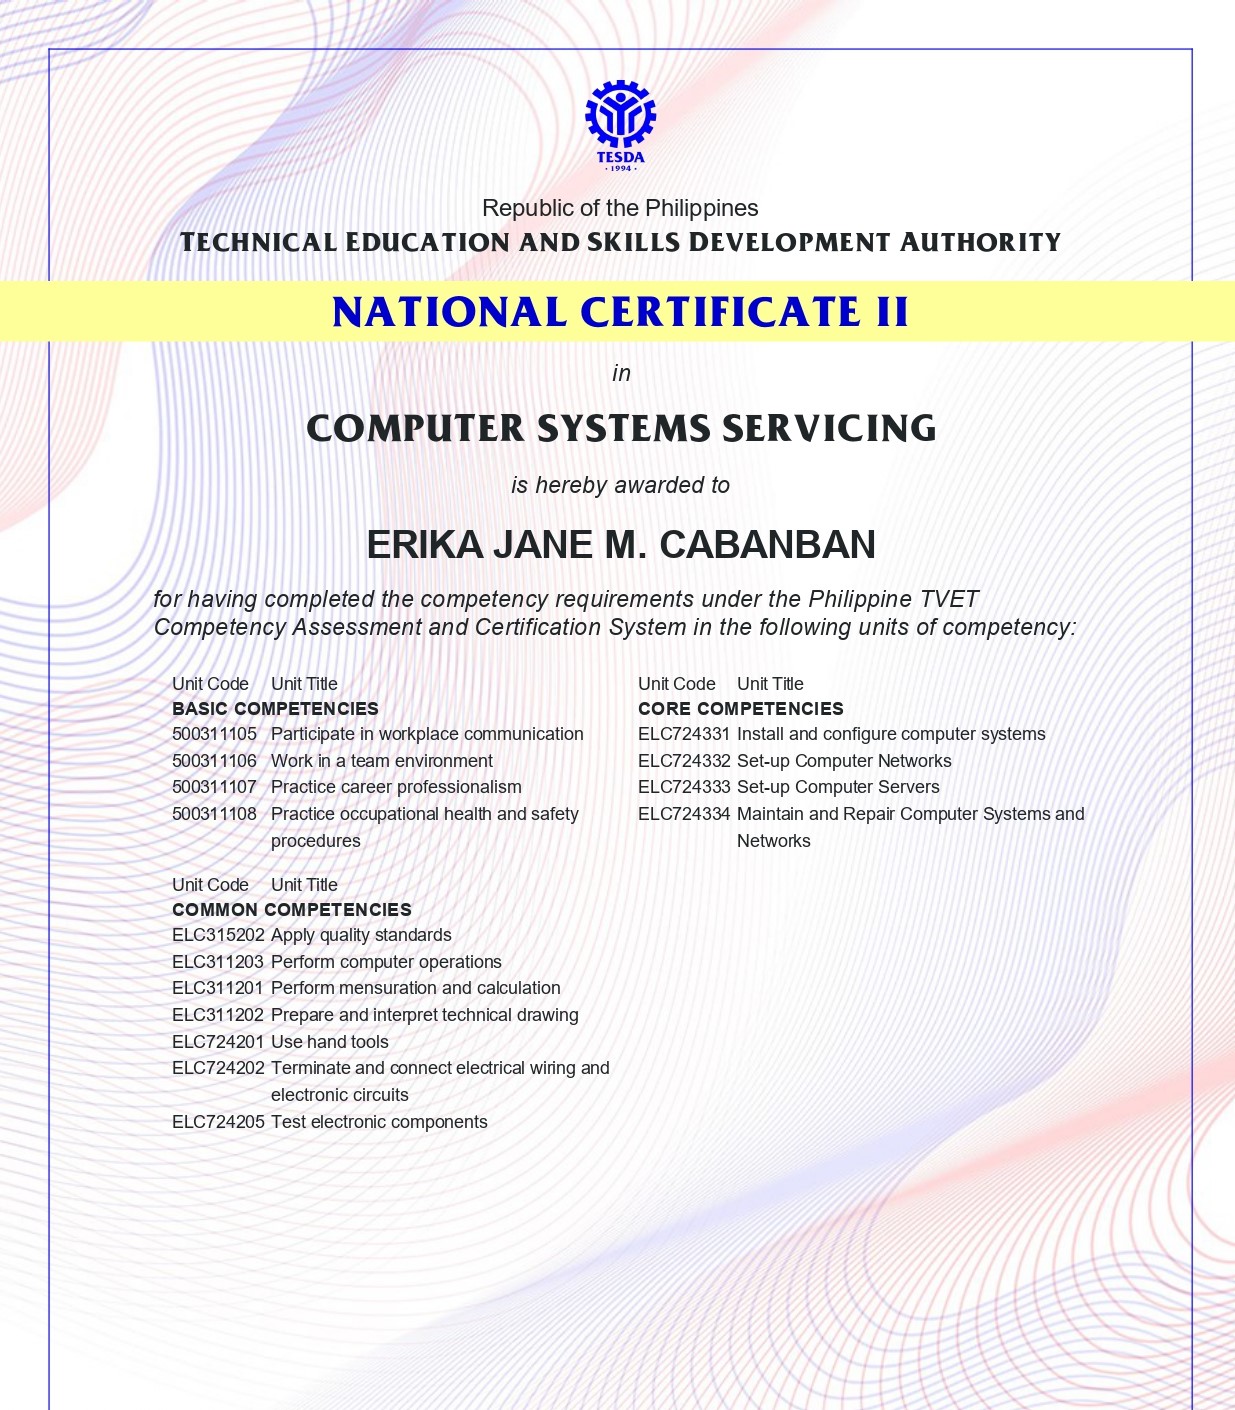 TESDA
· 1994 ·
Republic of the Philippines
TECHNICAL EDUCATION AND SKILLS DEVELOPMENT AUTHORITY
NATIONAL CERTIFICATE II
in
COMPUTER SYSTEMS SERVICING
is hereby awarded to
ERIKA JANE M. CABANBAN
for having completed the competency requirements under the Philippine TVET
Competency Assessment and Certification System in the following units of competency:
Unit Code Unit Title
BASIC COMPETENCIES
500311105 Participate in workplace communication
500311106 Work in a team environment
500311107 Practice career professionalism
500311108 Practice occupational health and safety
procedures
Unit Code Unit Title
COMMON COMPETENCIES
ELC315202 Apply quality standards
ELC311203 Perform computer operations
ELC311201 Perform mensuration and calculation
ELC311202 Prepare and interpret technical drawing
ELC724201 Use hand tools
ELC724202 Terminate and connect electrical wiring and
electronic circuits
ELC724205 Test electronic components
Unit Code Unit Title
CORE COMPETENCIES
ELC724331 Install and configure computer systems
ELC724332 Set-up Computer Networks
ELC724333 Set-up Computer Servers
ELC724334 Maintain and Repair Computer Systems and
Networks